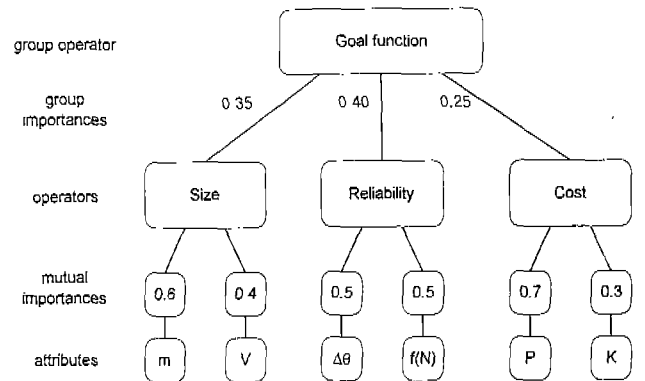 group operator
Goal function
group
importances
0 35
0 40
0.25
operators
Size
Reliability
Cost
mutual
importances
0.6
0 4
0.5
0.5
0.7
0.3
attributes
m
V
Δθ
f(N)
P
K